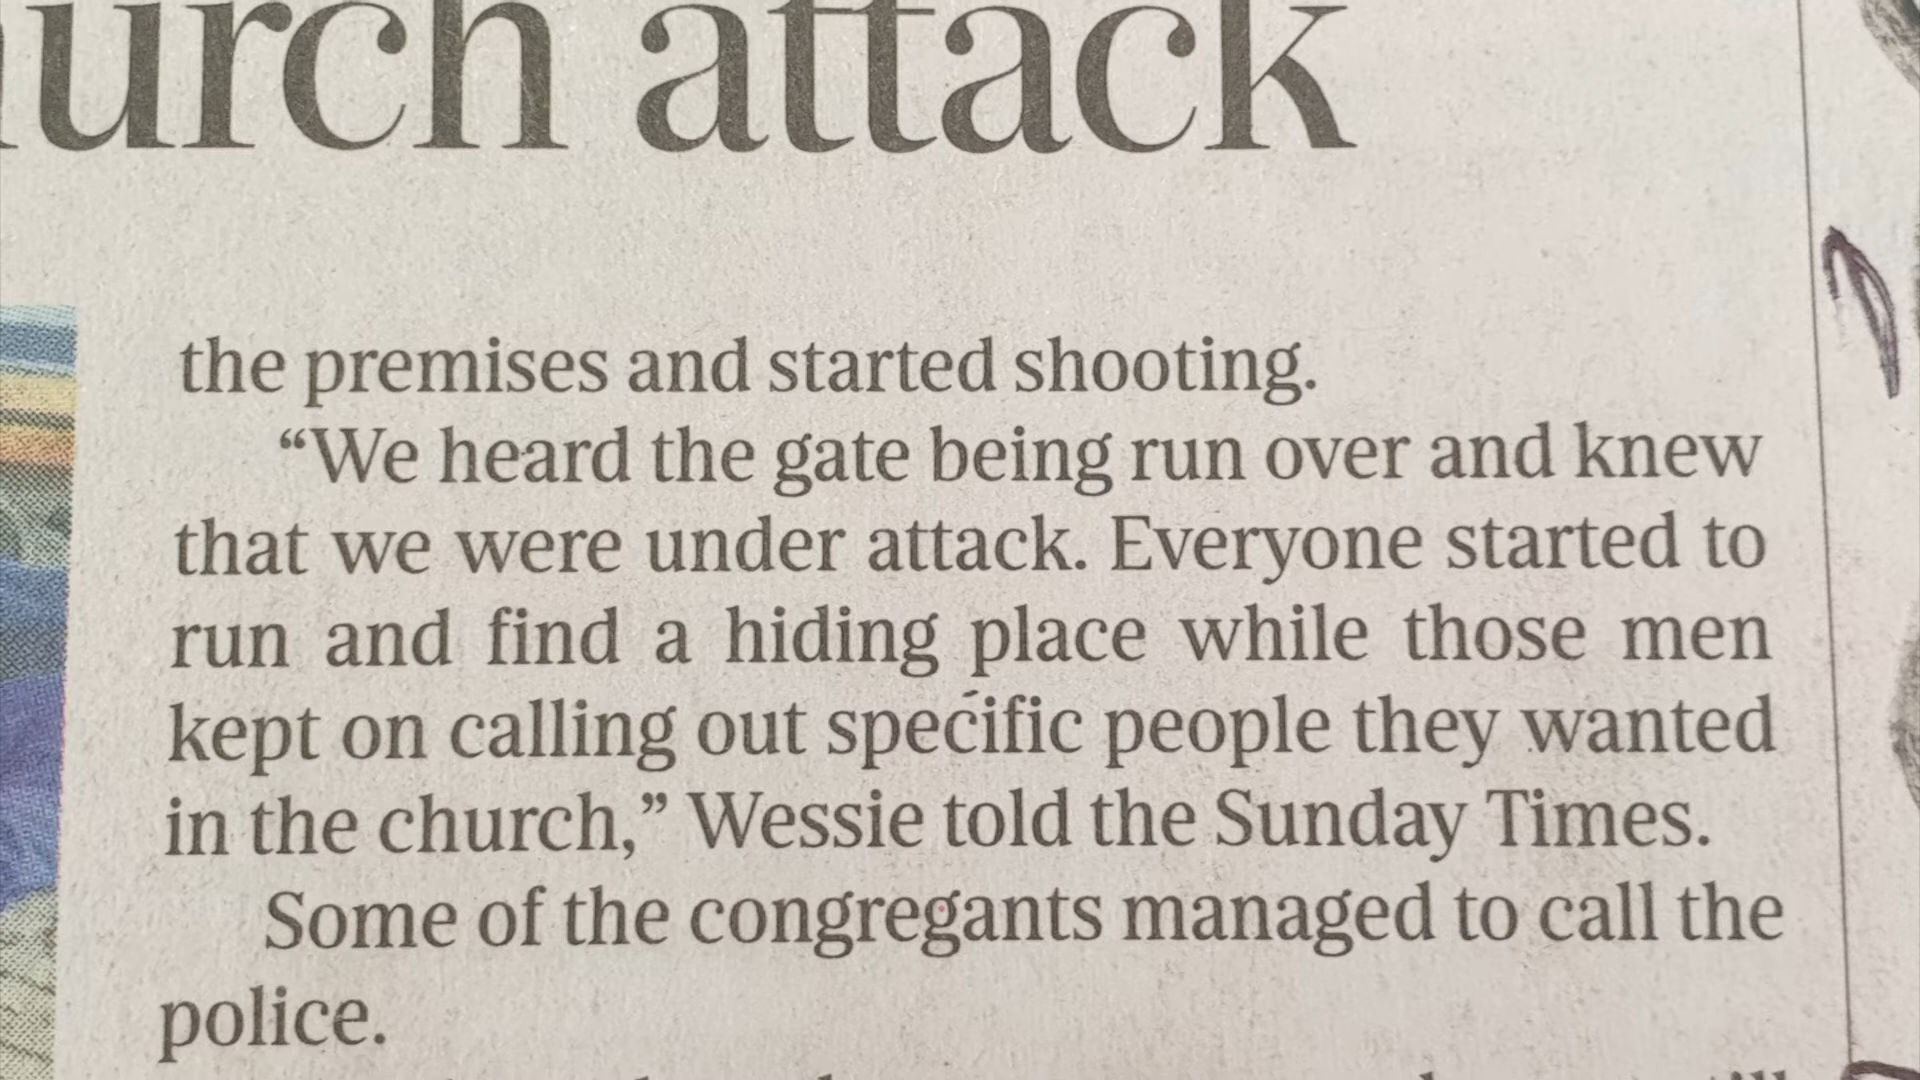 attack
the premises and started shooting.
“We heard the gate being run over and knew
that we were under attack. Everyone started to
run and find a hiding place while those men
kept on calling out specific people they wanted
in the church,” Wessie told the Sunday Times.
Some of the congregants managed to call the
police.